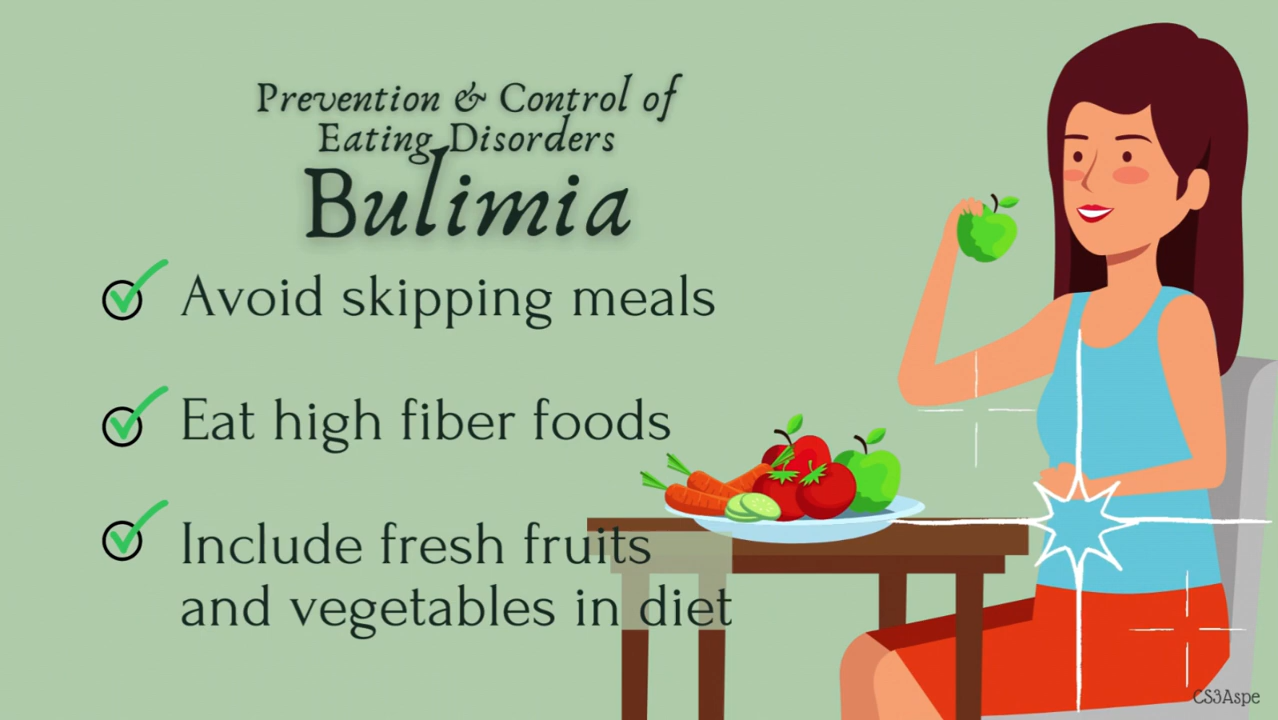 Prevention & Control of
Eating Disorders
Bulimia
Avoid skipping meals
Eat high fiber foods
Include fresh fruits
and vegetables in diet
CS3Aspe